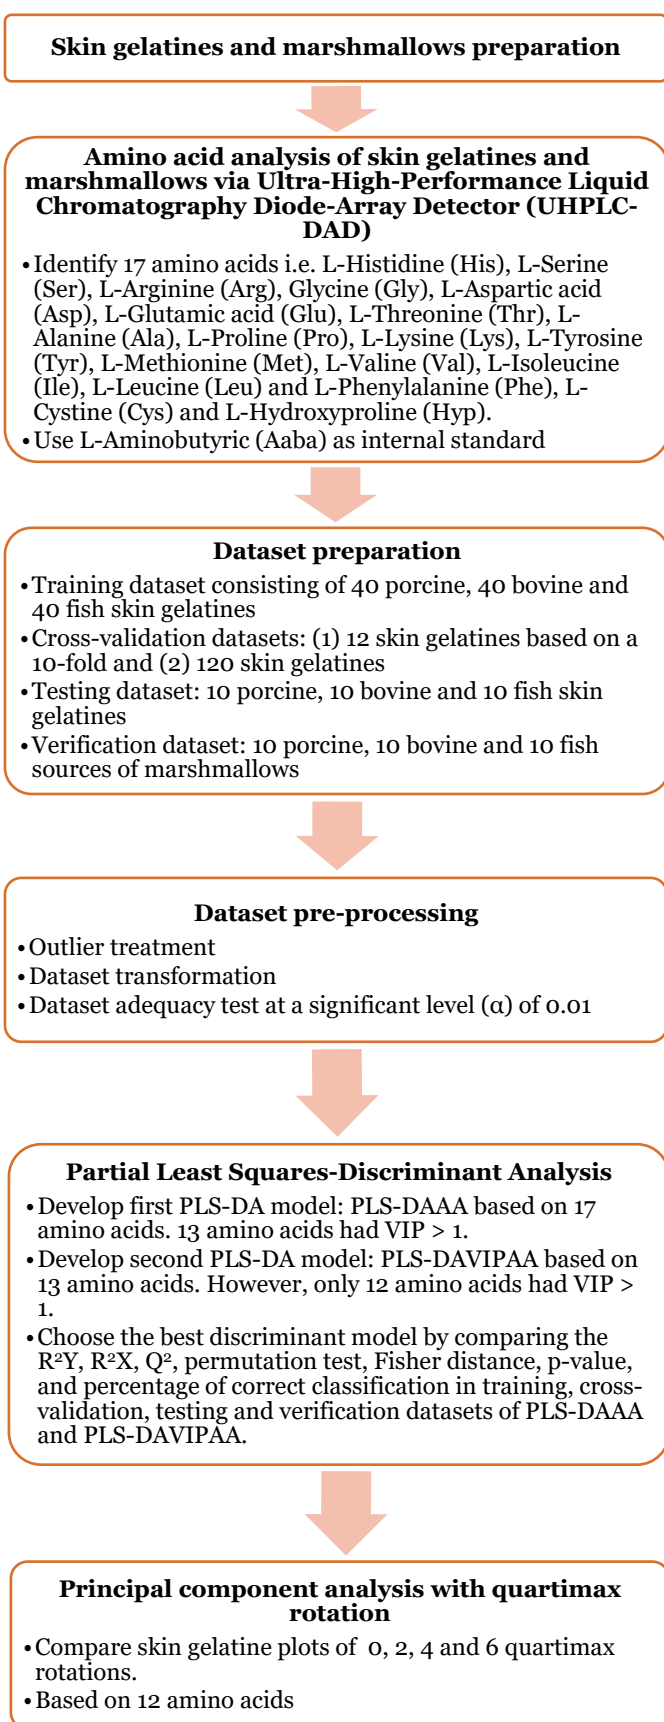 Skin gelatines and marshmallows preparation
Amino acid analysis of skin gelatines and
marshmallows via Ultra-High-Performance Liquid
Chromatography Diode-Array Detector (UHPLC-
DAD)
•Identify 17 amino acids i.e. L-Histidine (His), L-Serine
(Ser), L-Arginine (Arg), Glycine (Gly), L-Aspartic acid
(Asp), L-Glutamic acid (Glu), L-Threonine (Thr), L-
Alanine (Ala), L-Proline (Pro), L-Lysine (Lys), L-Tyrosine
(Tyr), L-Methionine (Met), L-Valine (Val), L-Isoleucine
(Ile), L-Leucine (Leu) and L-Phenylalanine (Phe), L-
Cystine (Cys) and L-Hydroxyproline (Hyp).
•Use L-Aminobutyric (Aaba) as internal standard
Dataset preparation
•Training dataset consisting of 40 porcine, 40 bovine and
40 fish skin gelatines
•Cross-validation datasets: (1) 12 skin gelatines based on a
10-fold and (2) 120 skin gelatines
•Testing dataset: 10 porcine, 10 bovine and 10 fish skin
gelatines
•Verification dataset: 10 porcine, 10 bovine and 10 fish
sources of marshmallows
Dataset pre-processing
•Outlier treatment
•Dataset transformation
•Dataset adequacy test at a significant level (α) of 0.01
Partial Least Squares-Discriminant Analysis
•Develop first PLS-DA model: PLS-DAAA based on 17
amino acids. 13 amino acids had VIP > 1.
•Develop second PLS-DA model: PLS-DAVIPAA based on
13 amino acids. However, only 12 amino acids had VIP >
1.
•Choose the best discriminant model by comparing the
R²Y, R²X, Q², permutation test, Fisher distance, p-value,
and percentage of correct classification in training, cross-
validation, testing and verification datasets of PLS-DAAA
and PLS-DAVIPAA.
Principal component analysis with quartimax
rotation
•Compare skin gelatine plots of 0, 2, 4 and 6 quartimax
rotations.
•Based on 12 amino acids